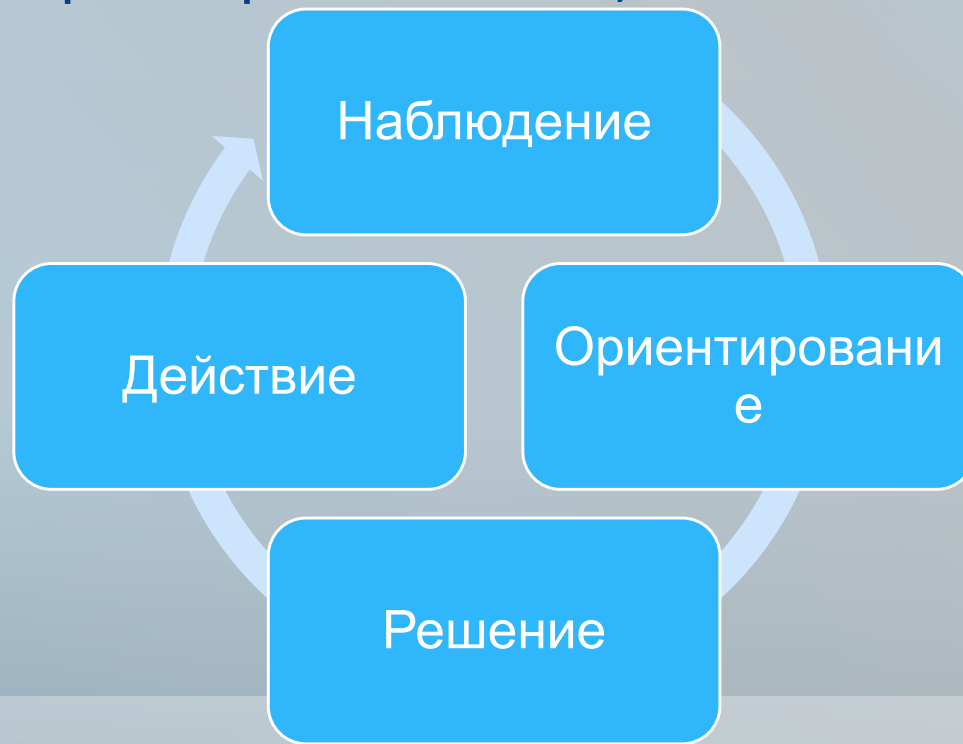 Наблюдение
Действие
Ориентировани
е
Решение